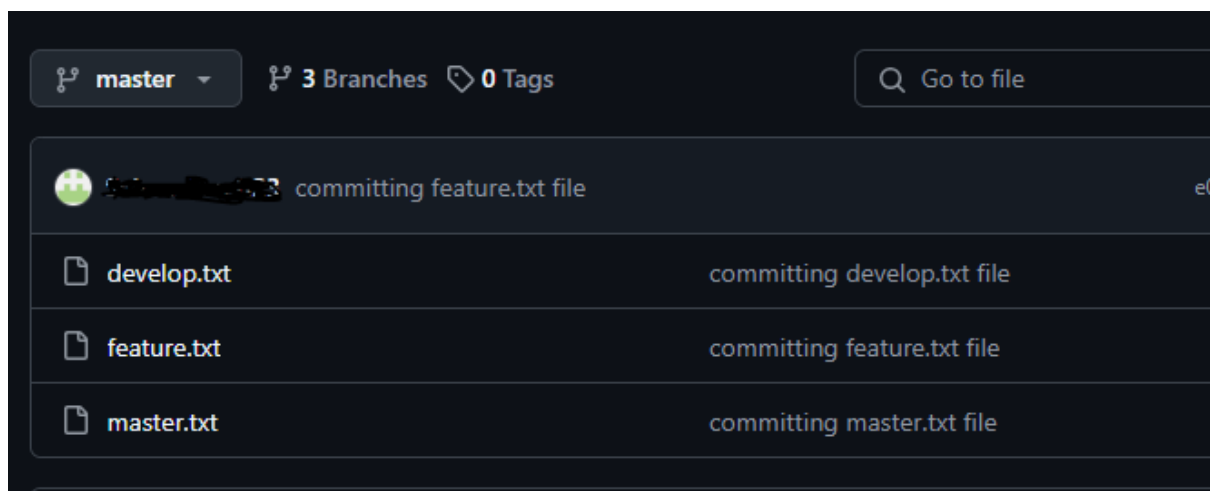 master 3 Branches 0 Tags Go to file
committing feature.txt file
develop.txt committing develop.txt file
feature.txt committing feature.txt file
master.txt committing master.txt file